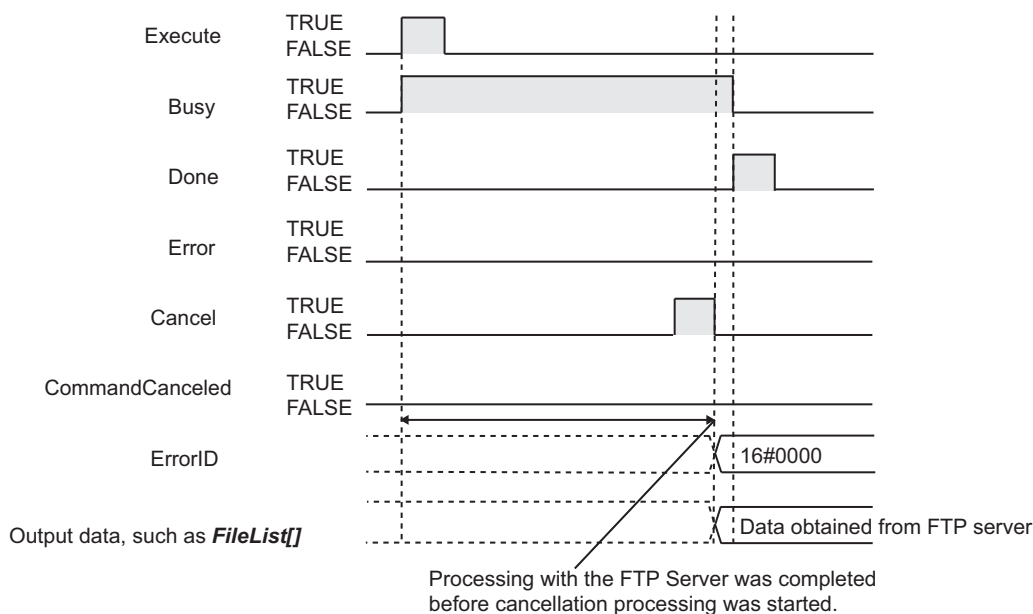 Execute TRUE
FALSE
Busy TRUE
FALSE
Done TRUE
FALSE
Error TRUE
FALSE
Cancel TRUE
FALSE
CommandCanceled TRUE
FALSE
ErrorID 16#0000
Output data, such as FileList[] Data obtained from FTP server
Processing with the FTP Server was completed
before cancellation processing was started.